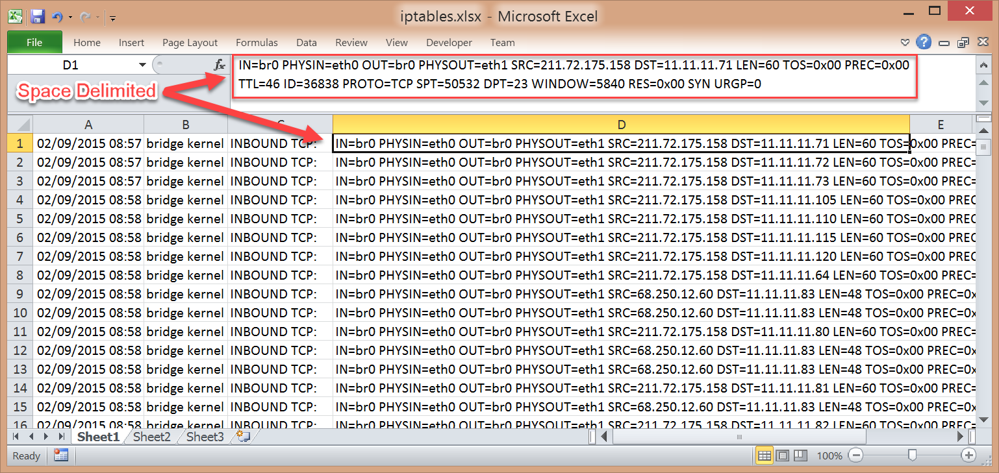 iptables.xlsx - Microsoft Excel
File Home Insert Page Layout Formulas Data Review View Developer Team
D1 fx IN=br0 PHYSIN=eth0 OUT=br0 PHYSOUT=eth1 SRC=211.72.175.158 DST=11.11.11.71 LEN=60 TOS=0x00 PREC=0x00
TTL=46 ID=36838 PROTO=TCP SPT=50532 DPT=23 WINDOW=5840 RES=0x00 SYN URGP=0
Space Delimited
A B C D E
1 02/09/2015 08:57 bridge kernel INBOUND TCP: IN=br0 PHYSIN=eth0 OUT=br0 PHYSOUT=eth1 SRC=211.72.175.158 DST=11.11.11.71 LEN=60 TOS=0x00 PREC=
2 02/09/2015 08:57 bridge kernel INBOUND TCP: IN=br0 PHYSIN=eth0 OUT=br0 PHYSOUT=eth1 SRC=211.72.175.158 DST=11.11.11.72 LEN=60 TOS=0x00 PREC=
3 02/09/2015 08:57 bridge kernel INBOUND TCP: IN=br0 PHYSIN=eth0 OUT=br0 PHYSOUT=eth1 SRC=211.72.175.158 DST=11.11.11.73 LEN=60 TOS=0x00 PREC=
4 02/09/2015 08:58 bridge kernel INBOUND TCP: IN=br0 PHYSIN=eth0 OUT=br0 PHYSOUT=eth1 SRC=211.72.175.158 DST=11.11.11.105 LEN=60 TOS=0x00 PREC
5 02/09/2015 08:58 bridge kernel INBOUND TCP: IN=br0 PHYSIN=eth0 OUT=br0 PHYSOUT=eth1 SRC=211.72.175.158 DST=11.11.11.110 LEN=60 TOS=0x00 PREC
6 02/09/2015 08:58 bridge kernel INBOUND TCP: IN=br0 PHYSIN=eth0 OUT=br0 PHYSOUT=eth1 SRC=211.72.175.158 DST=11.11.11.115 LEN=60 TOS=0x00 PREC
7 02/09/2015 08:58 bridge kernel INBOUND TCP: IN=br0 PHYSIN=eth0 OUT=br0 PHYSOUT=eth1 SRC=211.72.175.158 DST=11.11.11.120 LEN=60 TOS=0x00 PREC
8 02/09/2015 08:58 bridge kernel INBOUND TCP: IN=br0 PHYSIN=eth0 OUT=br0 PHYSOUT=eth1 SRC=211.72.175.158 DST=11.11.11.64 LEN=60 TOS=0x00 PREC=
9 02/09/2015 08:58 bridge kernel INBOUND TCP: IN=br0 PHYSIN=eth0 OUT=br0 PHYSOUT=eth1 SRC=68.250.12.60 DST=11.11.11.83 LEN=48 TOS=0x00 PREC=0x
10 02/09/2015 08:58 bridge kernel INBOUND TCP: IN=br0 PHYSIN=eth0 OUT=br0 PHYSOUT=eth1 SRC=68.250.12.60 DST=11.11.11.83 LEN=48 TOS=0x00 PREC=0x
11 02/09/2015 08:58 bridge kernel INBOUND TCP: IN=br0 PHYSIN=eth0 OUT=br0 PHYSOUT=eth1 SRC=211.72.175.158 DST=11.11.11.80 LEN=60 TOS=0x00 PREC=
12 02/09/2015 08:58 bridge kernel INBOUND TCP: IN=br0 PHYSIN=eth0 OUT=br0 PHYSOUT=eth1 SRC=68.250.12.60 DST=11.11.11.83 LEN=48 TOS=0x00 PREC=0x
13 02/09/2015 08:58 bridge kernel INBOUND TCP: IN=br0 PHYSIN=eth0 OUT=br0 PHYSOUT=eth1 SRC=68.250.12.60 DST=11.11.11.83 LEN=48 TOS=0x00 PREC=0x
14 02/09/2015 08:58 bridge kernel INBOUND TCP: IN=br0 PHYSIN=eth0 OUT=br0 PHYSOUT=eth1 SRC=211.72.175.158 DST=11.11.11.81 LEN=60 TOS=0x00 PREC=
15 02/09/2015 08:58 bridge kernel INBOUND TCP: IN=br0 PHYSIN=eth0 OUT=br0 PHYSOUT=eth1 SRC=68.250.12.60 DST=11.11.11.83 LEN=48 TOS=0x00 PREC=0x
16 02/09/2015 08:58 bridge kernel INBOUND TCP: IN=br0 PHYSIN=eth0 OUT=br0 PHYSOUT=eth1 SRC=211.72.175.158 DST=11.11.11.82 LEN=60 TOS=0x00 PREC=
Sheet1 Sheet2 Sheet3
Ready 100%